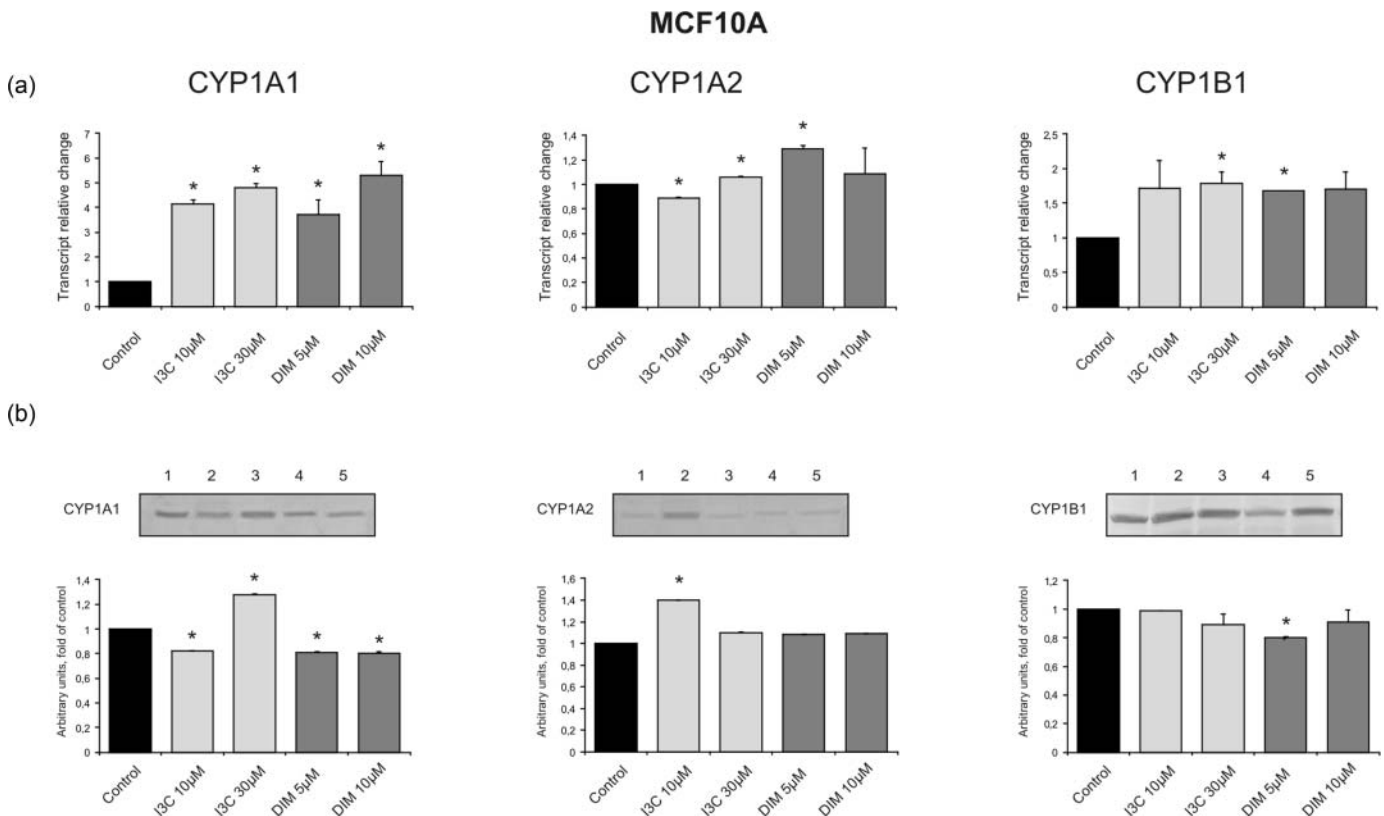 MCF10A
(a)
CYP1A1
CYP1A2
CYP1B1
Transcript relative change
7
6
5
4
3
2
1
0
* * * *
Control
I3C 10µM
I3C 30µM
DIM 5µM
DIM 10µM
Transcript relative change
1,4
1,2
1
0,8
0,6
0,4
0,2
0
* * *
Control
I3C 10µM
I3C 30µM
DIM 5µM
DIM 10µM
Transcript relative change
2,5
2
1,5
1
0,5
0
* *
Control
I3C 10µM
I3C 30µM
DIM 5µM
DIM 10µM
(b)
1 2 3 4 5
CYP1A1
1 2 3 4 5
CYP1A2
1 2 3 4 5
CYP1B1
Arbitrary units, fold of control
1,4
1,2
1
0,8
0,6
0,4
0,2
0
* * * *
Control
I3C 10µM
I3C 30µM
DIM 5µM
DIM 10µM
Arbitrary units, fold of control
1,6
1,4
1,2
1
0,8
0,6
0,4
0,2
0
*
Control
I3C 10µM
I3C 30µM
DIM 5µM
DIM 10µM
Arbitrary units, fold of control
1,2
1
0,8
0,6
0,4
0,2
0
*
Control
I3C 10µM
I3C 30µM
DIM 5µM
DIM 10µM